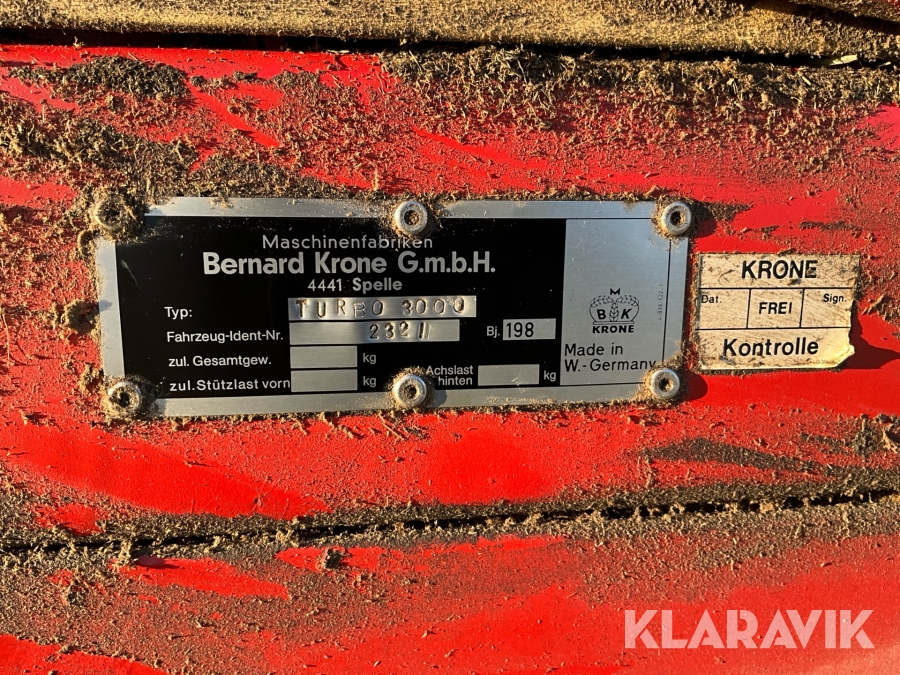 Maschinenfabriken
Bernard Krone G.m.b.H.
4441 Spelle
Typ: TURBO 3000
Fahrzeug-Ident-Nr. 232 Bj. 198
zul. Gesamtgew. kg
zul. Stützlast vorn kg Achslast hinten kg
M
B K
KRONE
Made in
W.-Germany
KRONE
Dat. FREI Sign.
Kontrolle
KLARAVIK